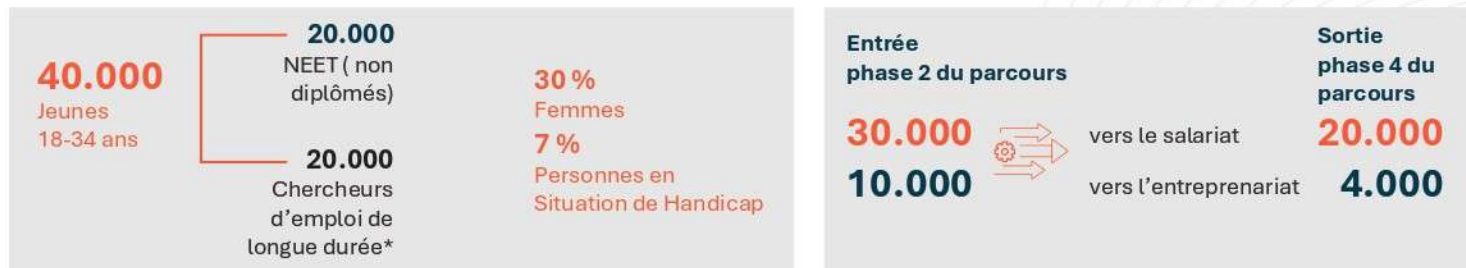 40.000
Jeunes
18-34 ans
20.000
NEET ( non
diplômés)
20.000
Chercheurs
d’emploi de
longue durée*
30 %
Femmes
7 %
Personnes en
Situation de Handicap
Entrée
phase 2 du parcours
Sortie
phase 4 du
parcours
30.000 vers le salariat 20.000
10.000 vers l’entreprenariat 4.000